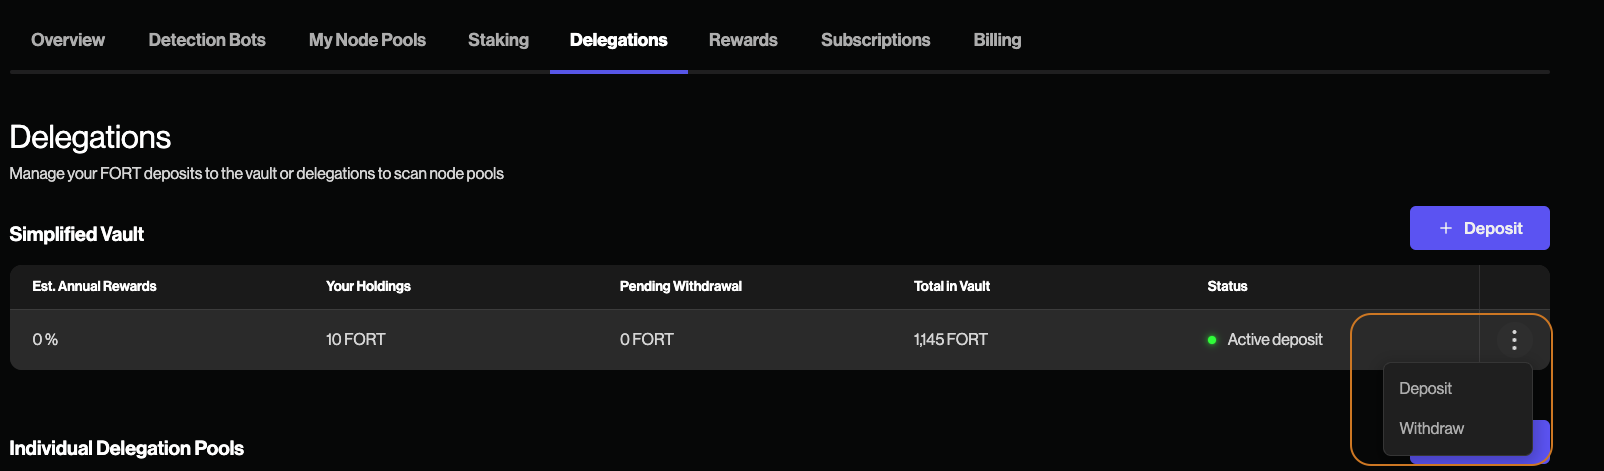 Overview Detection Bots My Node Pools Staking Delegations Rewards Subscriptions Billing
Delegations
Manage your FORT deposits to the vault or delegations to scan node pools
Simplified Vault
+ Deposit
Est. Annual Rewards Your Holdings Pending Withdrawal Total in Vault Status
0 % 10 FORT 0 FORT 1,145 FORT Active deposit
Deposit
Withdraw
Individual Delegation Pools